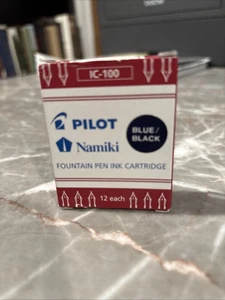 IC-100
PILOT
Namiki
BLUE/
BLACK
FOUNTAIN PEN INK CARTRIDGE
12 each